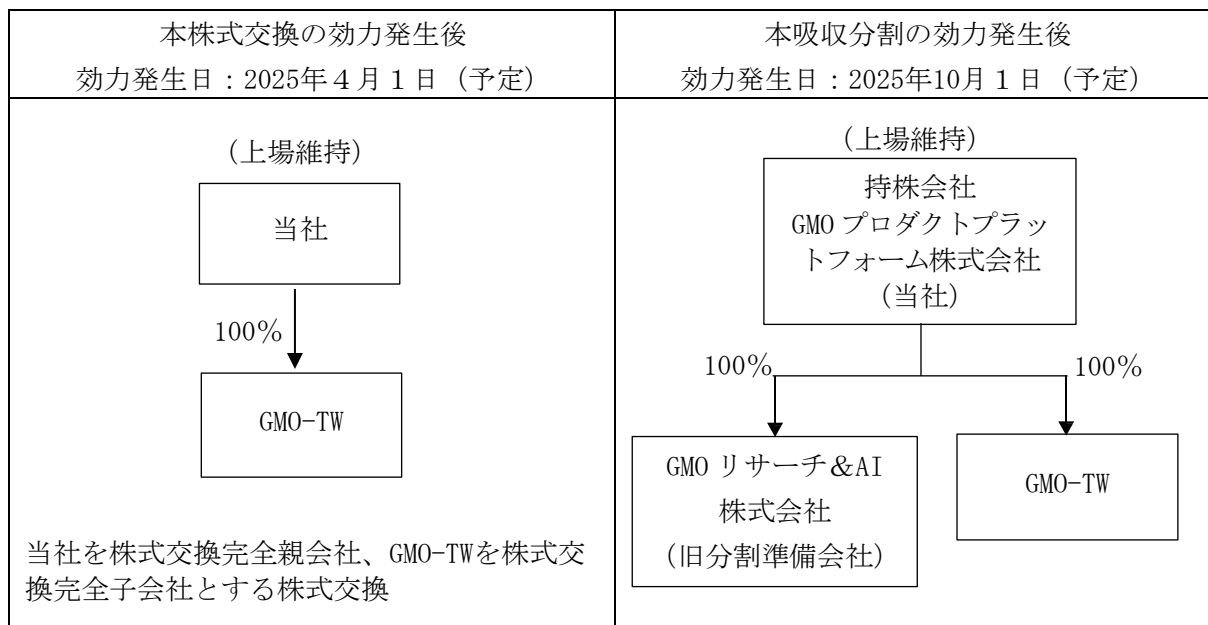 本株式交換の効力発生後
効力発生日：2025年４月１日（予定）
（上場維持）
当社
100％
GMO-TW
当社を株式交換完全親会社、GMO-TWを株式交
換完全子会社とする株式交換
本吸収分割の効力発生後
効力発生日：2025年10月１日（予定）
（上場維持）
持株会社
GMO プロダクトプラッ
トフォーム株式会社
（当社）
100％
100％
GMO リサーチ＆AI
株式会社
（旧分割準備会社）
GMO-TW